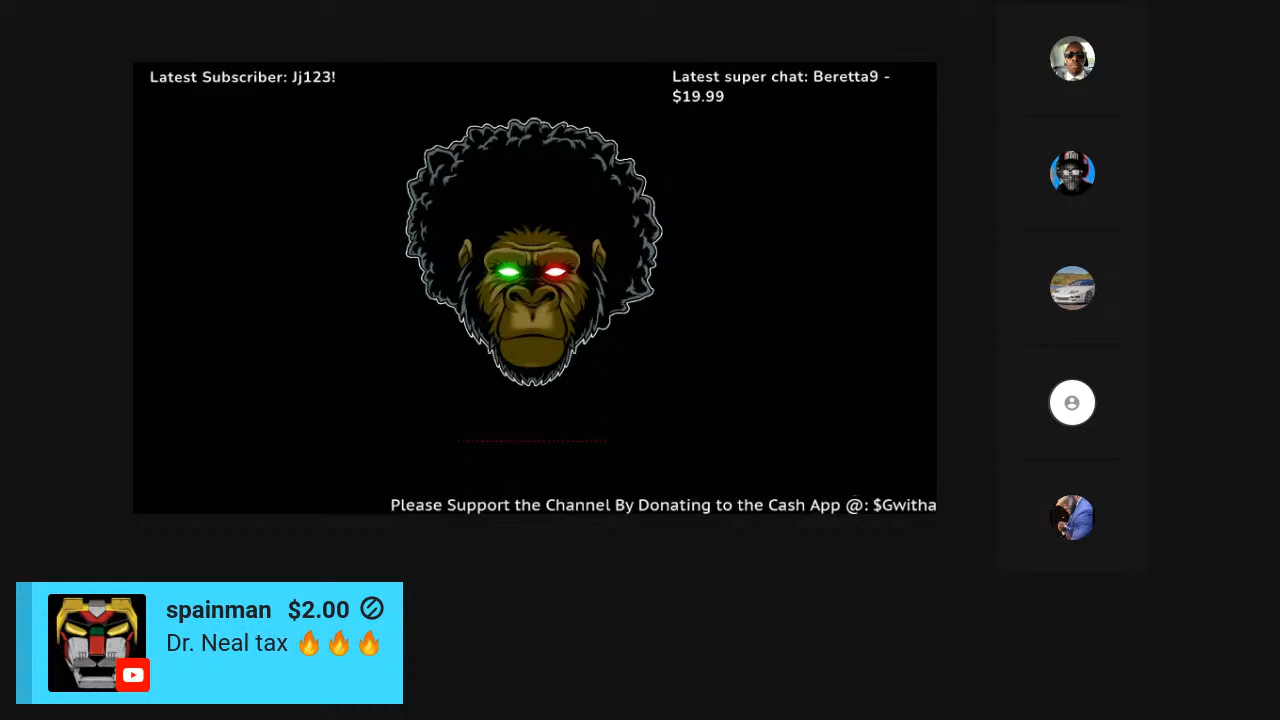 Latest Subscriber: Jj123!
Latest super chat: Beretta9 -
$19.99
Please Support the Channel By Donating to the Cash App @: $Gwitha
spainman $2.00
Dr. Neal tax 🔥🔥🔥